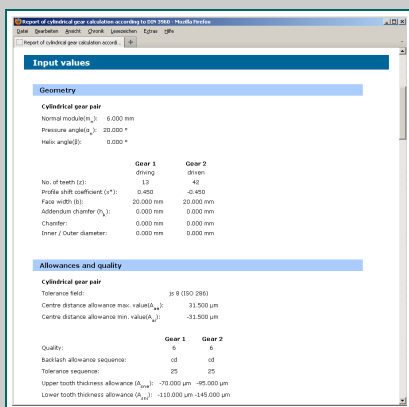 Report of cylindrical gear calculation according to DIN 3960 - Mozilla Firefox
Datei Bearbeiten Ansicht Chronik Lesezeichen Extras Hilfe
Report of cylindrical gear calculation accordi... +
Input values
Geometry
Cylindrical gear pair
Normal module(mn): 6.000 mm
Pressure angle(αn): 20.000 °
Helix angle(β): 0.000 °
Gear 1 Gear 2
driving driven
No. of teeth (z): 13 42
Profile shift coefficient (x*): 0.450 -0.450
Face width (b): 20.000 mm 20.000 mm
Addendum chamfer (hk): 0.000 mm 0.000 mm
Chamfer: 0.000 mm 0.000 mm
Inner / Outer diameter: 0.000 mm 0.000 mm
Allowances and quality
Cylindrical gear pair
Tolerance field: js 8 (ISO 286)
Centre distance allowance max. value(Aae): 31.500 µm
Centre distance allowance min. value(Aai): -31.500 µm
Gear 1 Gear 2
Quality: 6 6
Backlash allowance sequence: cd cd
Tolerance sequence: 25 25
Upper tooth thickness allowance (Asne): -70.000 µm -95.000 µm
Lower tooth thickness allowance (Asni): -110.000 µm -145.000 µm